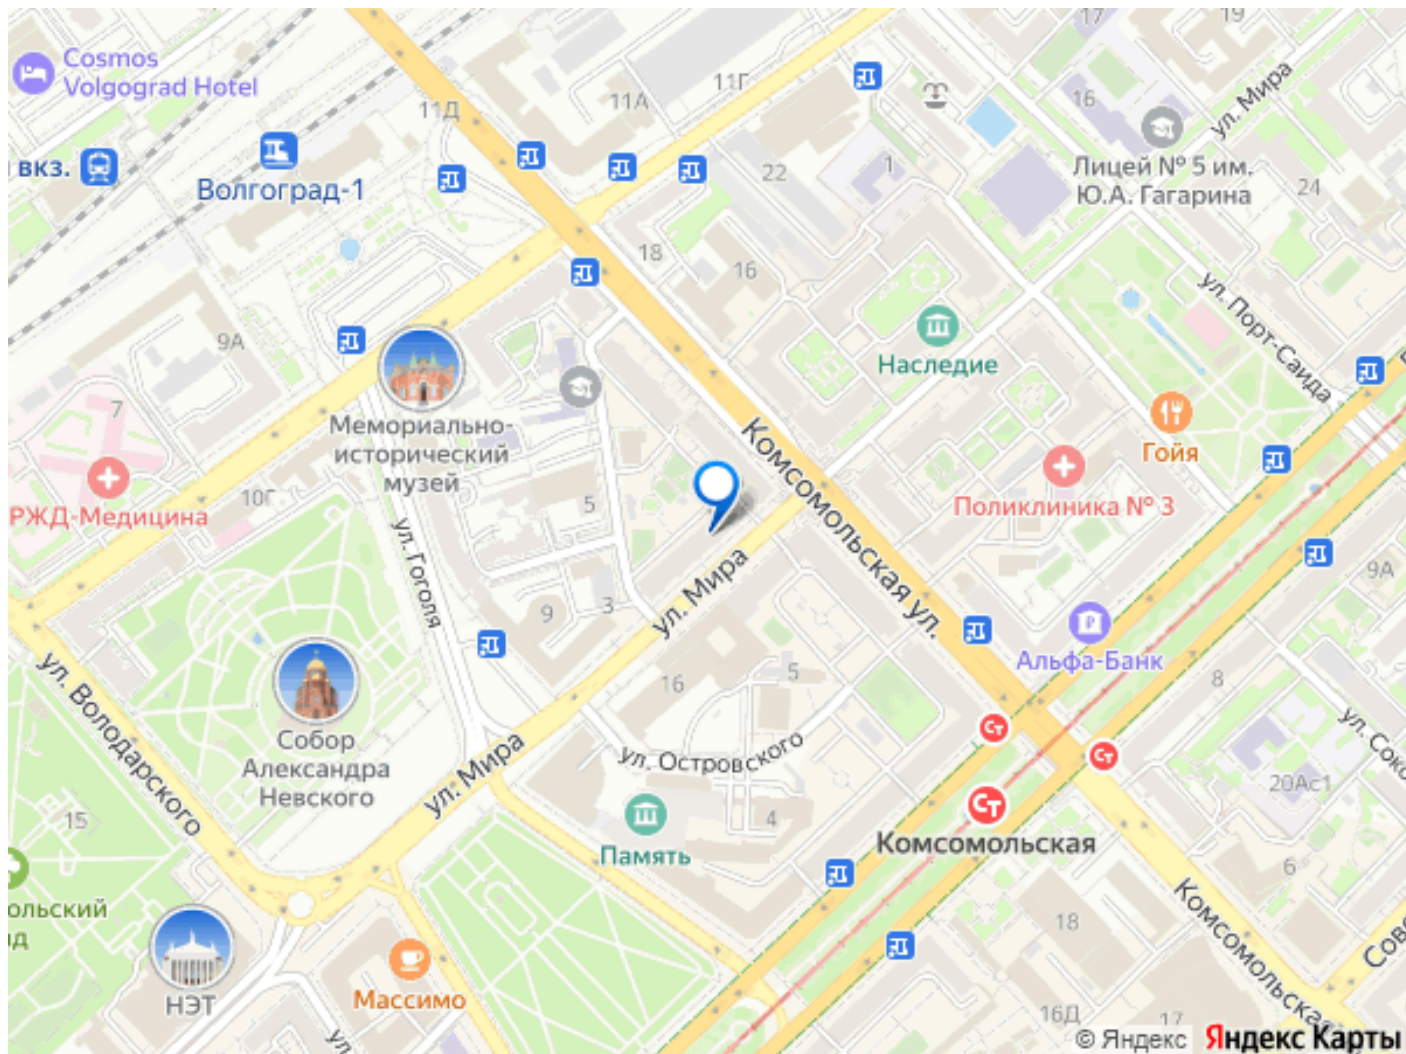 17
19
Cosmos
Volgograd Hotel
11Г
11А
11Д
16
ул. Мира
вкз.
Волгоград-1
22
1
Лицей № 5 им.
Ю.А. Гагарина
24
18
16
ул. Порт-Саида
9А
Наследие
7
Мемориально-
исторический
музей
Комсомольская ул.
Гойя
10Г
5
РЖД-Медицина
Поликлиника № 3
ул. Гоголя
ул. Мира
9А
9
3
Альфа-Банк
ул. Володарского
16
5
8
Собор
Александра
Невского
ул. Мира
ул. Островского
ул. Соко
20Ас1
15
4
Комсомольская
Память
6
ольский
д
18
Комсомольская
Сове
НЭТ
Массимо
ул.
16Д
17
© Яндекс Яндекс Карты